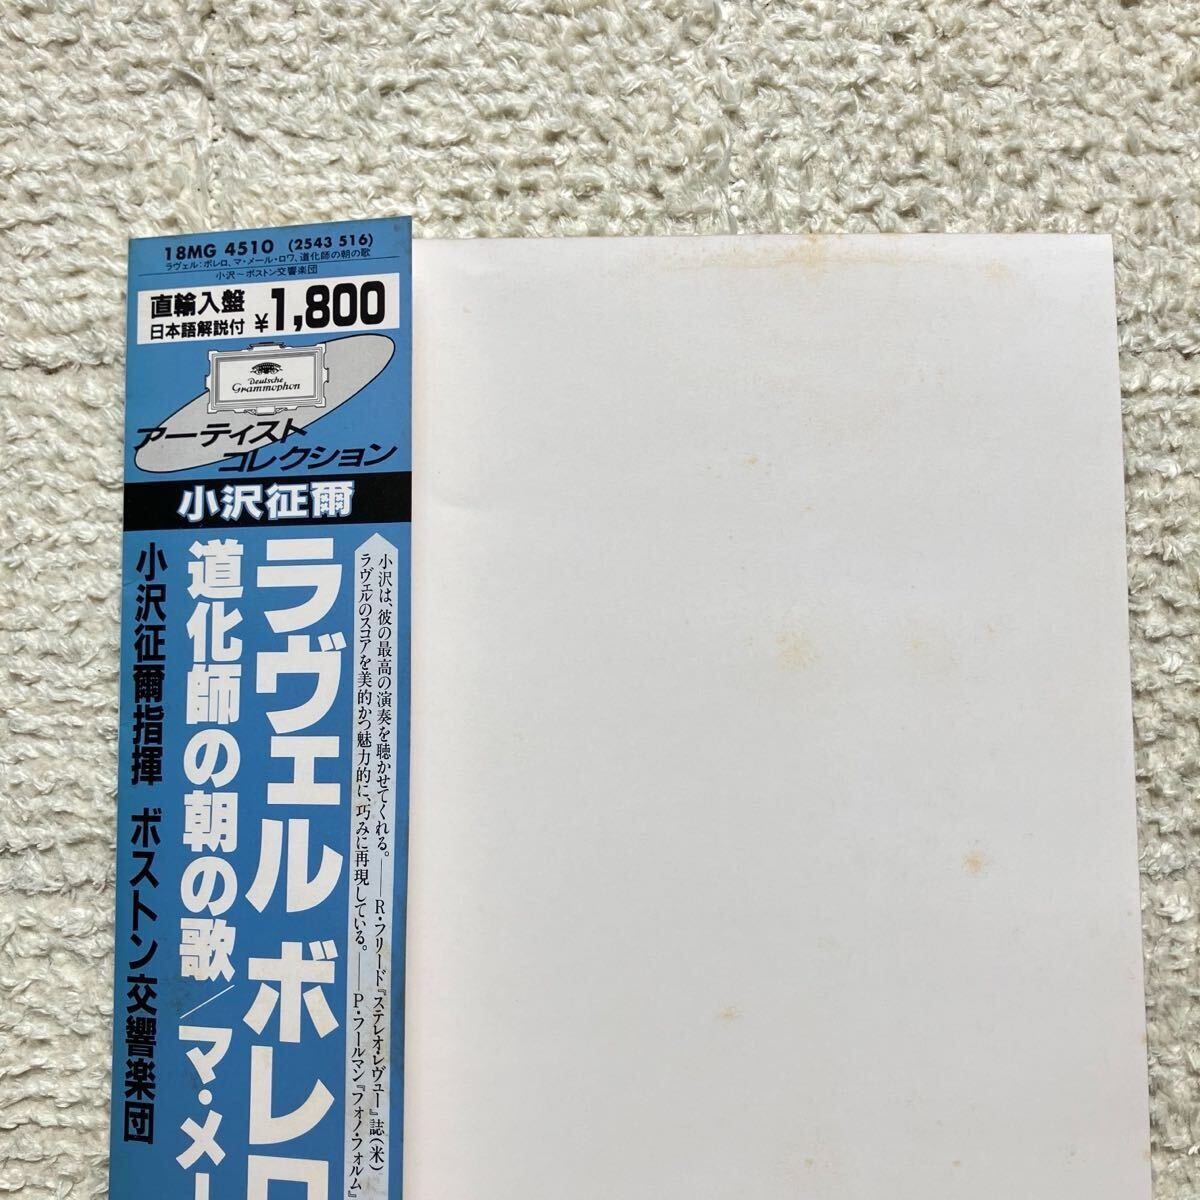 18MG 4510 (2543 516)
ラヴェル:ボレロ、マ・メール・ロワ、道化師の朝の歌
小沢〜ボストン交響楽団
直輸入盤
日本語解説付
¥1,800
Deutsche
Grammophon
アーティスト
コレクション
小沢征爾
小沢は、彼の最高の演奏を聴かせてくれる。——R・フリード『ステレオ・レヴュー』誌(米)
ラヴェルのスコアを美的かつ魅力的に、巧みに再現している。——P・フールマン『フォノ・フォルム』
ラヴェル ボレロ
道化師の朝の歌/マ・メー
小沢征爾指揮 ボストン交響楽団